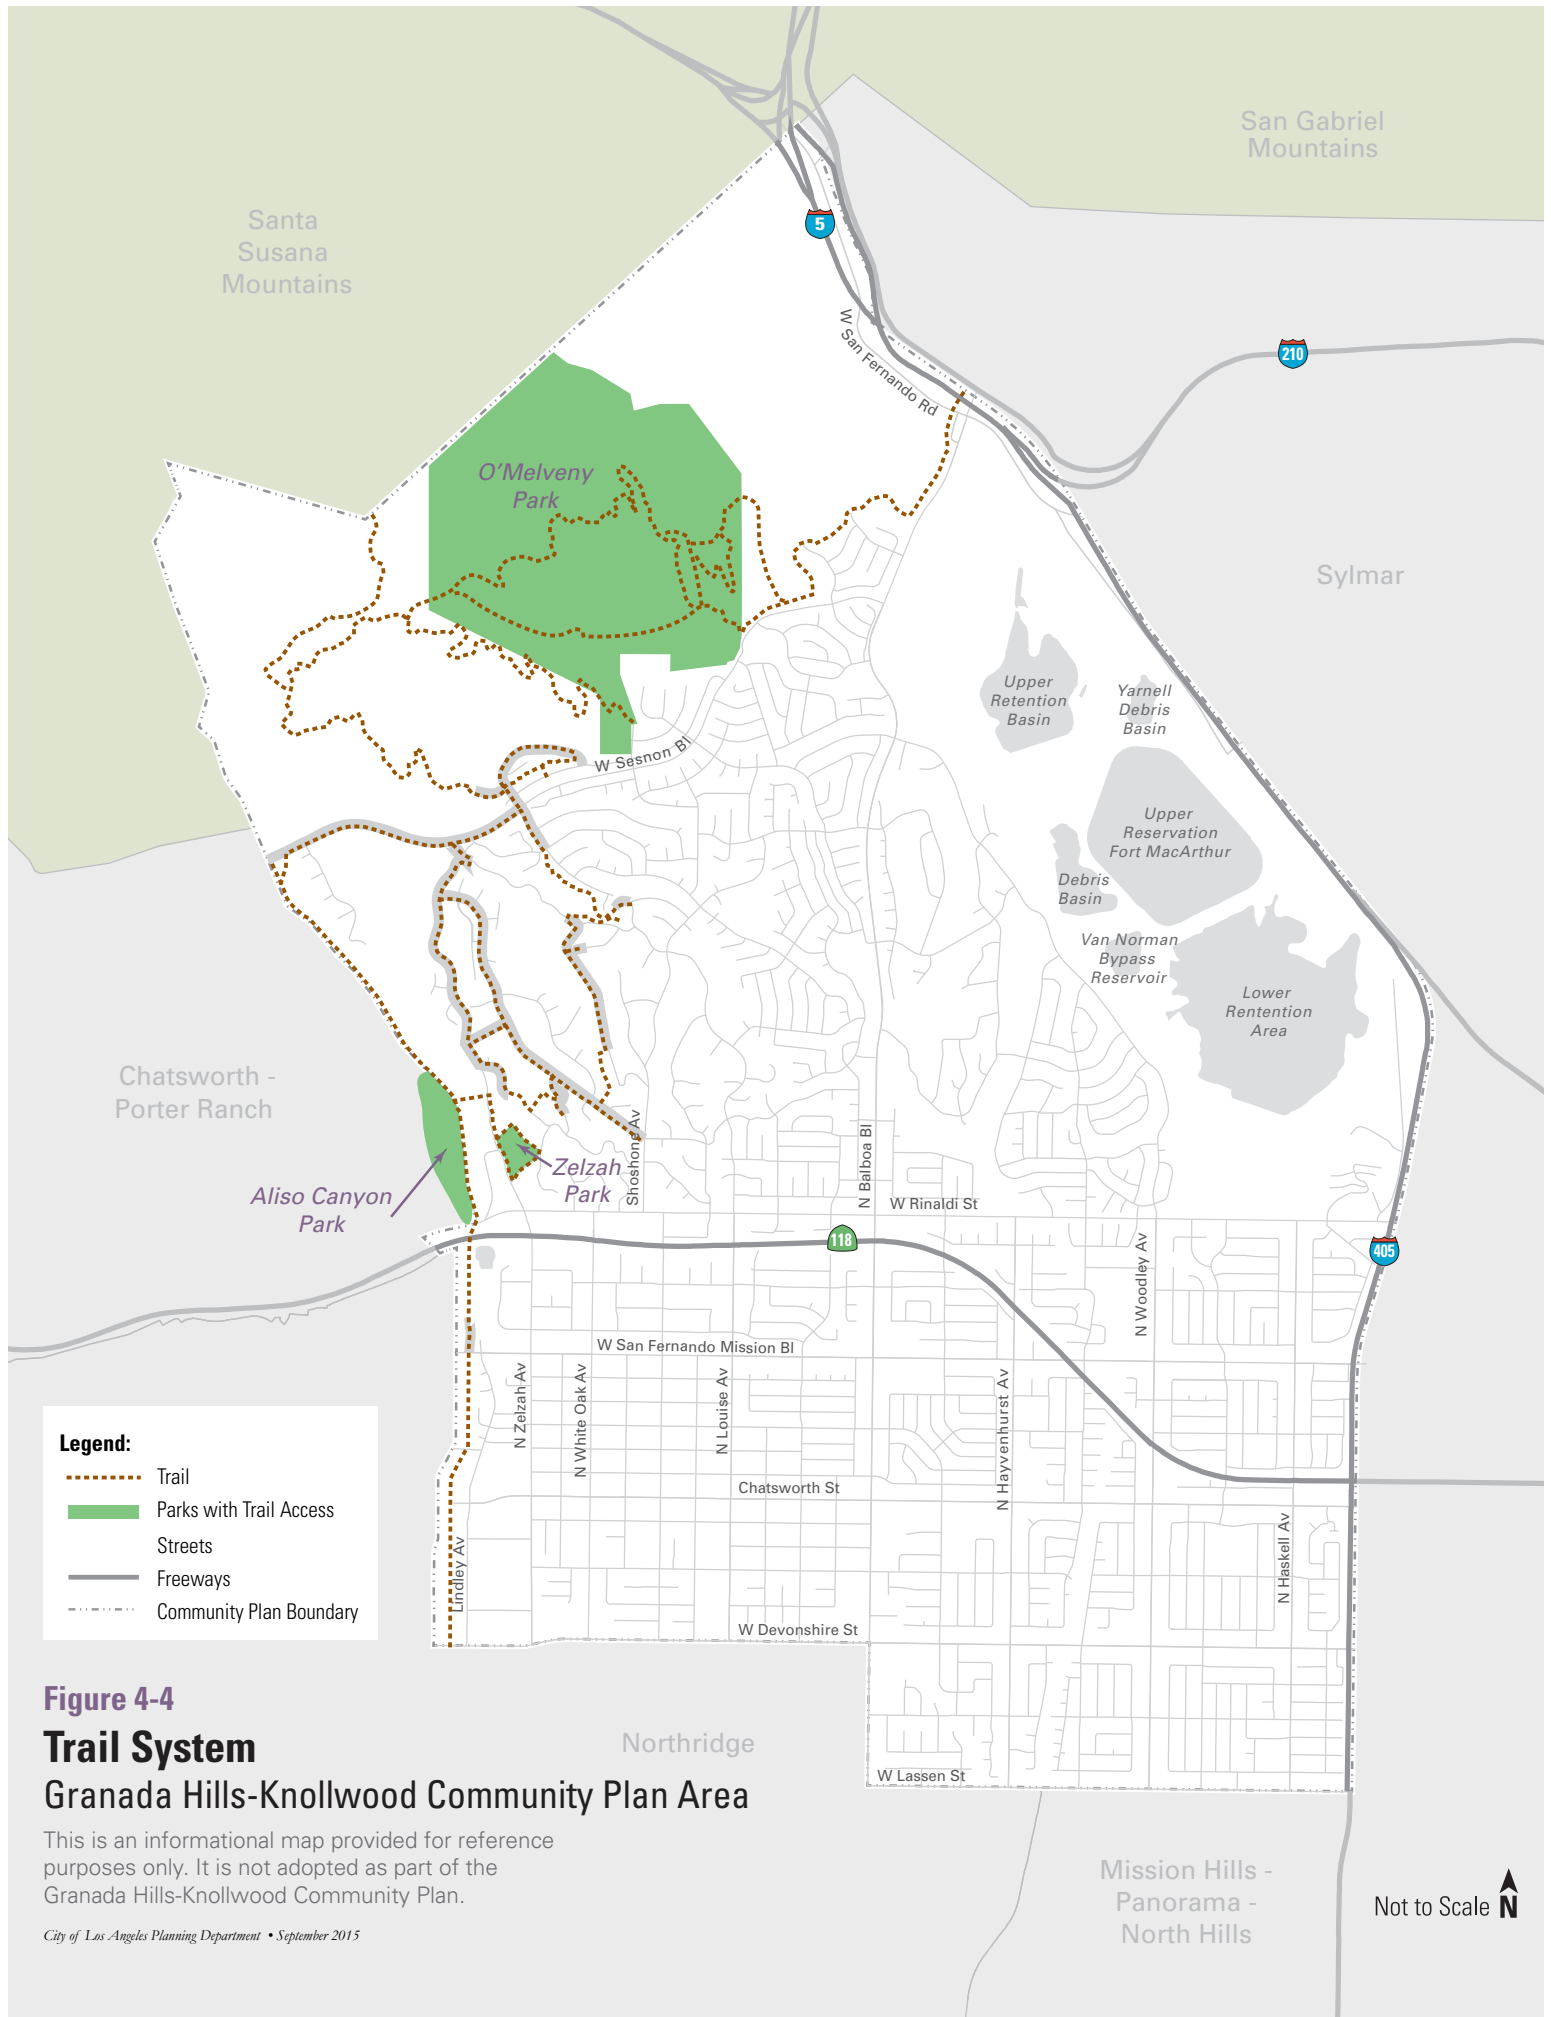 San Gabriel
Mountains
Santa
Susana
Mountains
5
W San Fernando Rd
210
O'Melveny
Park
Sylmar
Upper
Retention
Basin
Yarnell
Debris
Basin
W Sesnon Bl
Upper
Reservation
Fort MacArthur
Debris
Basin
Van Norman
Bypass
Reservoir
Lower
Rentention
Area
Chatsworth -
Porter Ranch
Shoshone Av
N Balboa Bl
Zelzah
Park
Aliso Canyon
Park
W Rinaldi St
118
405
N Woodley Av
W San Fernando Mission Bl
N Zelzah Av
N White Oak Av
N Louise Av
N Hayvenhurst Av
Chatsworth St
N Haskell Av
Lindley Av
W Devonshire St
Legend:
Trail
Parks with Trail Access
Streets
Freeways
Community Plan Boundary
Northridge
W Lassen St
Figure 4-4
Trail System
Granada Hills-Knollwood Community Plan Area
This is an informational map provided for reference
purposes only. It is not adopted as part of the
Granada Hills-Knollwood Community Plan.
City of Los Angeles Planning Department • September 2015
Mission Hills -
Panorama -
North Hills
Not to Scale N